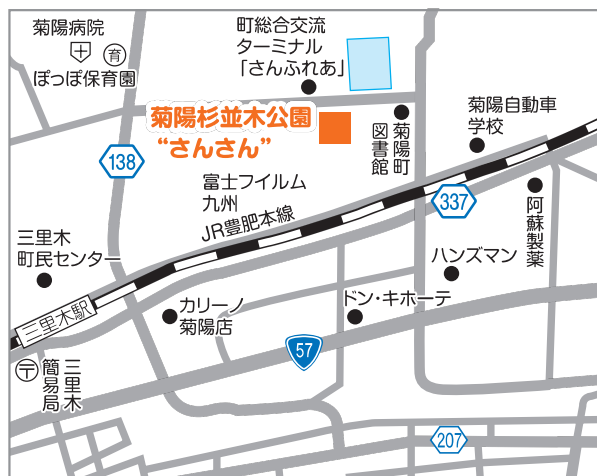 菊陽病院
育
ぽっぽ保育園
町総合交流
ターミナル
「さんふれあ」
菊陽杉並木公園
“さんさん”
菊陽町
図書館
菊陽自動車
学校
138
富士フイルム
九州
JR豊肥本線
337
阿蘇製薬
三里木
町民センター
ハンズマン
三里木駅
カリーノ
菊陽店
ドン・キホーテ
57
〒
三里木
簡易局
207